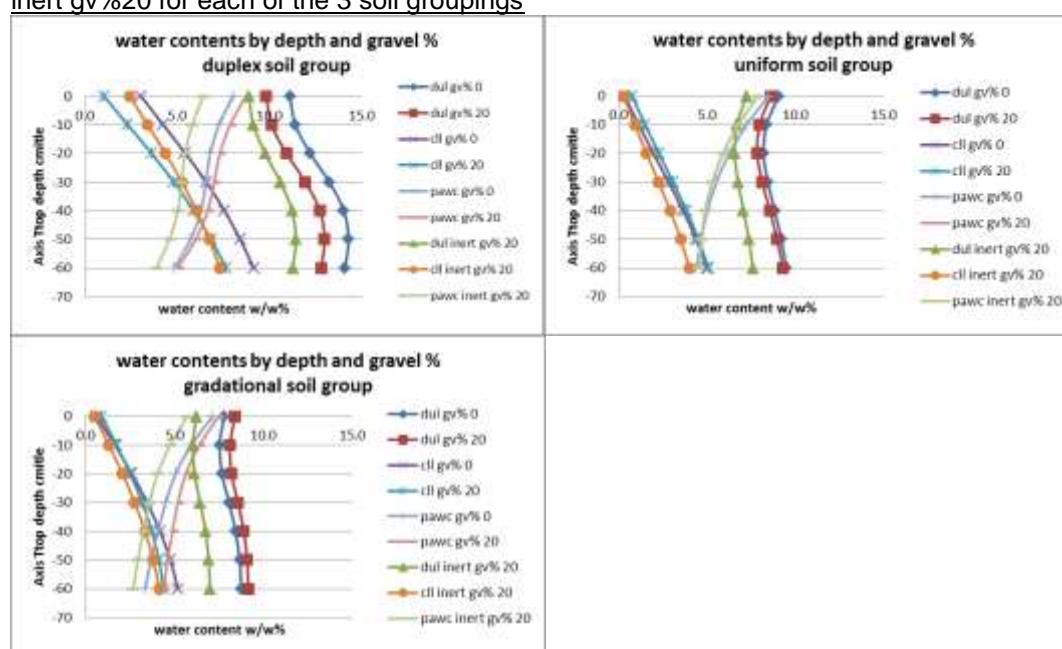 inert gv%20 for each of the 3 soil groupings
water contents by depth and gravel %
duplex soil group
0
0.0 5.0 10.0 15.0
-10
-20
-30
-40
-50
-60
-70
Axis Ttop depth cmitle
water content w/w%
dul gv% 0
dul gv% 20
cll gv% 0
cll gv% 20
pawc gv% 0
pawc gv% 20
dul inert gv% 20
cll inert gv% 20
pawc inert gv% 20
water contents by depth and gravel %
uniform soil group
0
0.0 5.0 10.0 15.0
-10
-20
-30
-40
-50
-60
-70
Axis Ttop depth cmitle
water content w/w%
dul gv% 0
dul gv% 20
cll gv% 0
cll gv% 20
pawc gv% 0
pawc gv% 20
dul inert gv% 20
cll inert gv% 20
pawc inert gv% 20
water contents by depth and gravel %
gradational soil group
0
0.0 5.0 10.0 15.0
-10
-20
-30
-40
-50
-60
-70
Axis Ttop depth cmitle
water content w/w%
dul gv% 0
dul gv% 20
cll gv% 0
cll gv% 20
pawc gv% 0
pawc gv% 20
dul inert gv% 20
cll inert gv% 20
pawc inert gv% 20